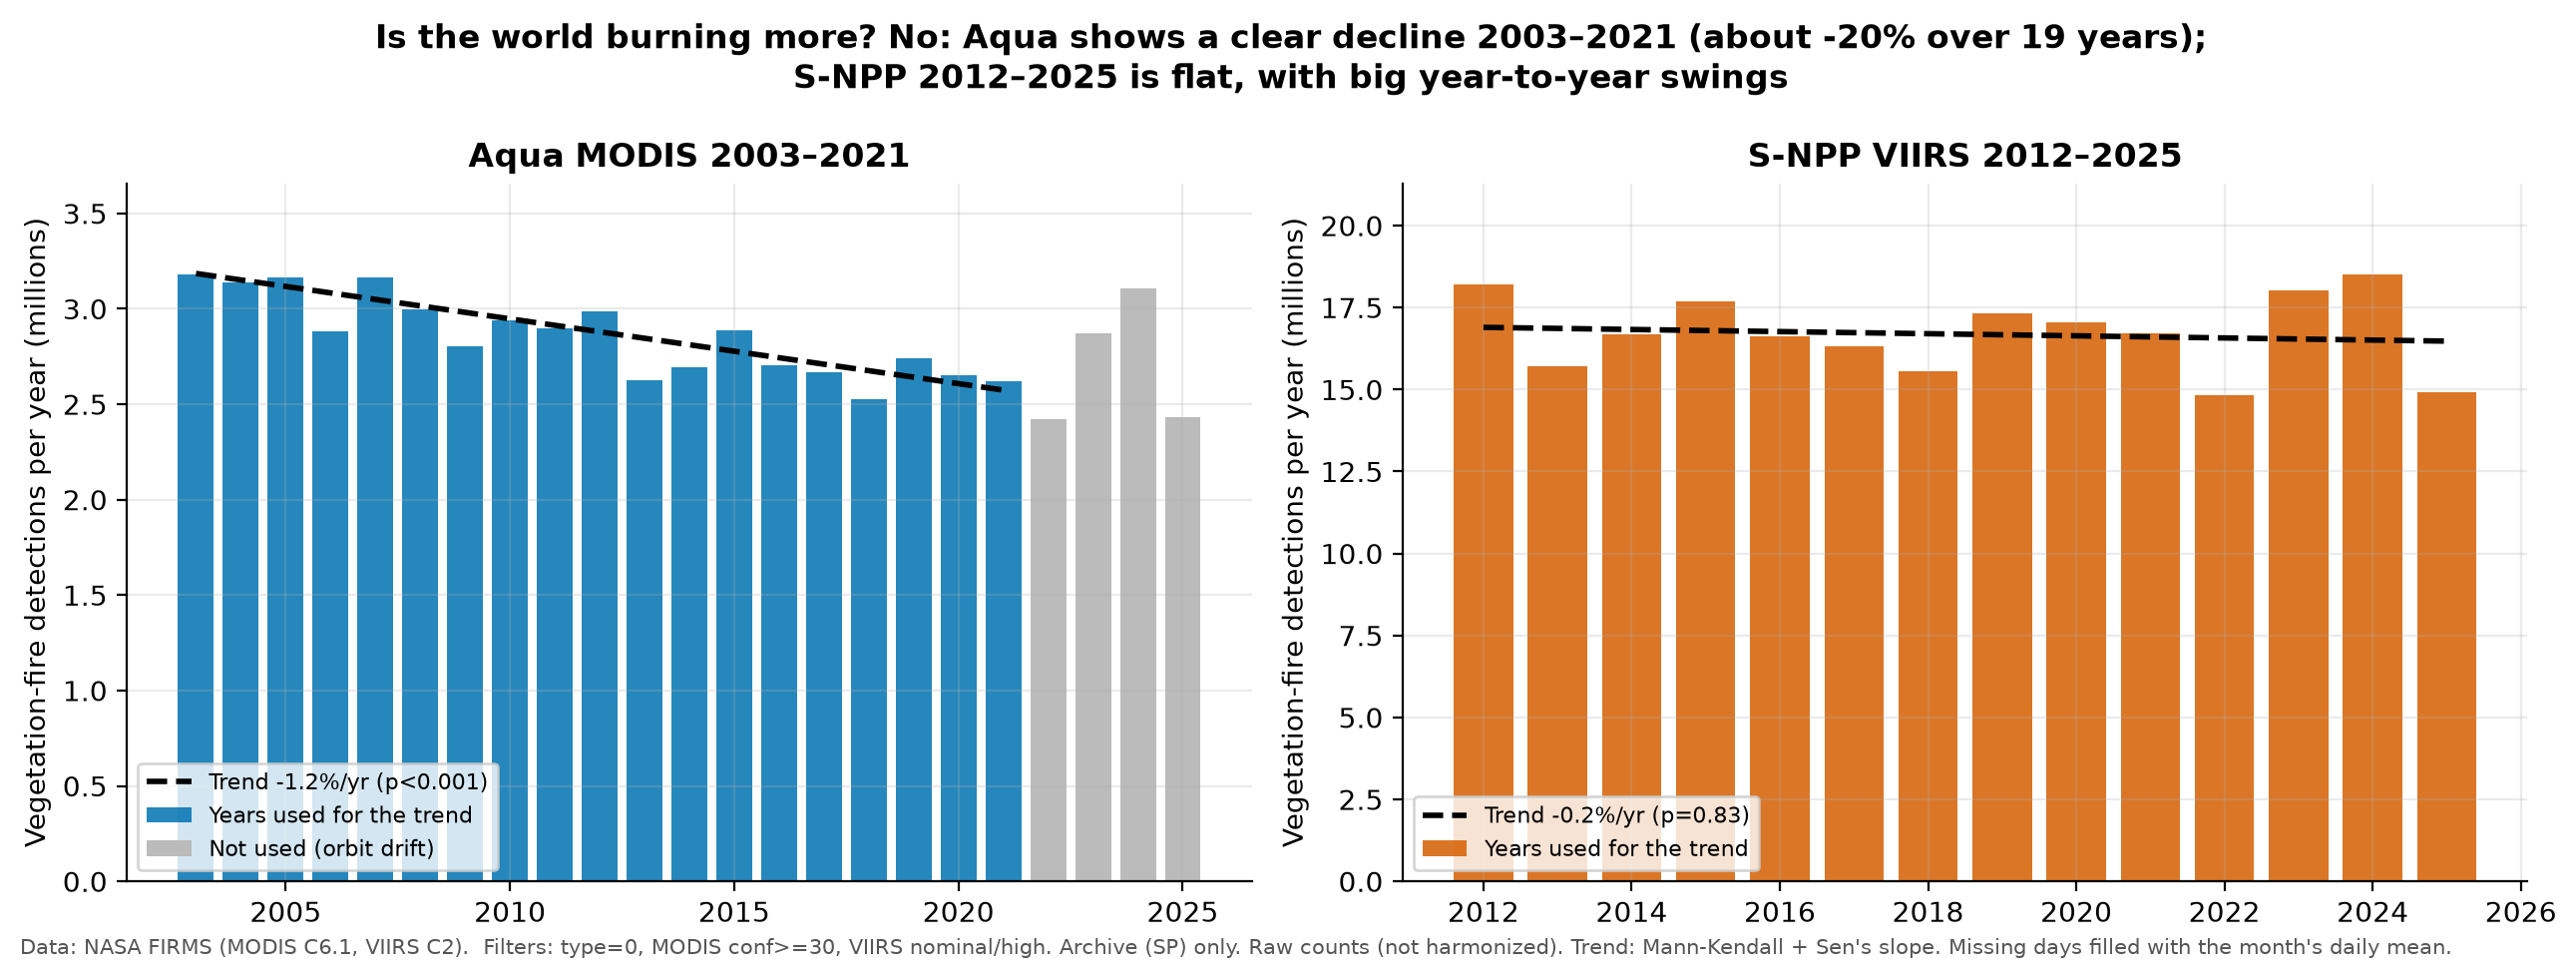 Is the world burning more? No: Aqua shows a clear decline 2003–2021 (about -20% over 19 years);
S-NPP 2012–2025 is flat, with big year-to-year swings
Aqua MODIS 2003–2021
Vegetation-fire detections per year (millions)
3.5
3.0
2.5
2.0
1.5
1.0
0.5
0.0
Trend -1.2%/yr (p<0.001)
Years used for the trend
Not used (orbit drift)
2005
2010
2015
2020
2025
S-NPP VIIRS 2012–2025
Vegetation-fire detections per year (millions)
20.0
17.5
15.0
12.5
10.0
7.5
5.0
2.5
0.0
Trend -0.2%/yr (p=0.83)
Years used for the trend
2012
2014
2016
2018
2020
2022
2024
2026
Data: NASA FIRMS (MODIS C6.1, VIIRS C2).  Filters: type=0, MODIS conf>=30, VIIRS nominal/high. Archive (SP) only. Raw counts (not harmonized). Trend: Mann-Kendall + Sen's slope. Missing days filled with the month's daily mean.